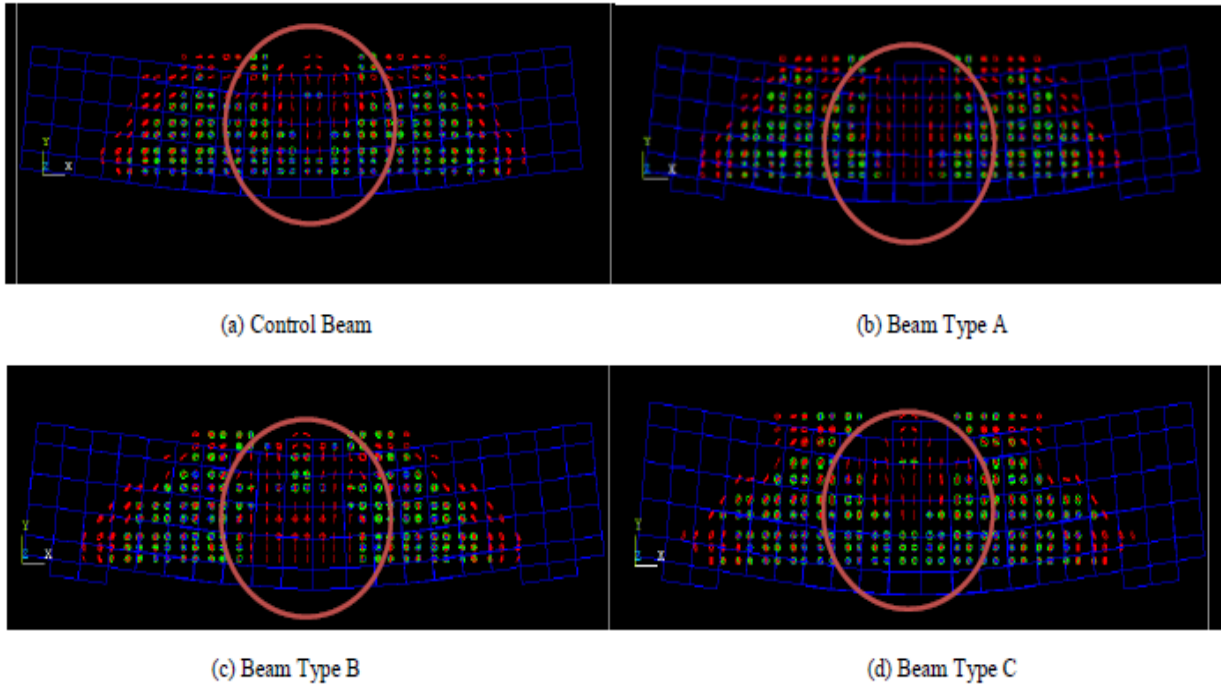 Y
X
Y
X
(a) Control Beam
(b) Beam Type A
Y
X
Y
X
(c) Beam Type B
(d) Beam Type C